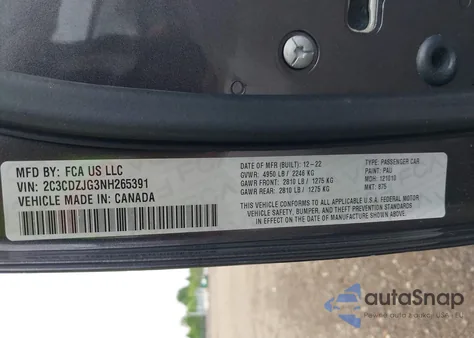 MFD BY: FCA US LLC
VIN: 2C3CDZJG3NH265391
VEHICLE MADE IN: CANADA
DATE OF MFR (BUILT): 12-22
GVWR: 4950 LB / 2246 KG
GAWR FRONT: 2810 LB / 1275 KG
GAWR REAR: 2810 LB / 1275 KG
TYPE: PASSENGER CAR
PAINT: PAU
MDH: 121018
MKT: 875
THIS VEHICLE CONFORMS TO ALL APPLICABLE U.S.A. FEDERAL MOTOR
VEHICLE SAFETY, BUMPER, AND THEFT PREVENTION STANDARDS
IN EFFECT ON THE DATE OF MANUFACTURE SHOWN ABOVE.
autoSnap